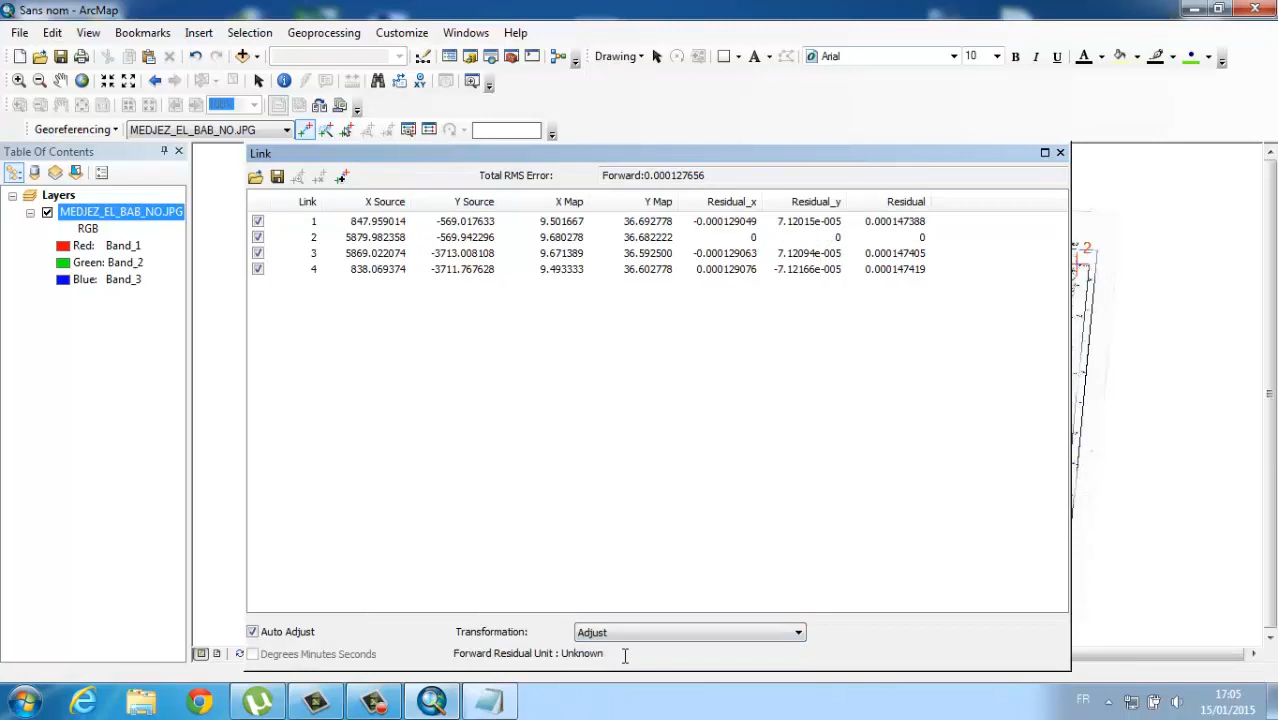 Sans nom - ArcMap
File Edit View Bookmarks Insert Selection Geoprocessing Customize Windows Help
Drawing Arial 10 B I U A
Georeferencing MEDJEZ_EL_BAB_NO.JPG
Table Of Contents
Layers
MEDJEZ_EL_BAB_NO.JPG
RGB
Red: Band_1
Green: Band_2
Blue: Band_3
Link
Total RMS Error: Forward:0.000127656
Link X Source Y Source X Map Y Map Residual_x Residual_y Residual
1 847.959014 -569.017633 9.501667 36.692778 -0.000129049 7.12015e-005 0.000147388
2 5879.982358 -569.942296 9.680278 36.682222 0 0 0
3 5869.022074 -3713.008108 9.671389 36.592500 -0.000129063 7.12094e-005 0.000147405
4 838.069374 -3711.767628 9.493333 36.602778 0.000129076 -7.12166e-005 0.000147419
2
Auto Adjust Transformation: Adjust
Degrees Minutes Seconds Forward Residual Unit : Unknown
FR
17:05
15/01/2015